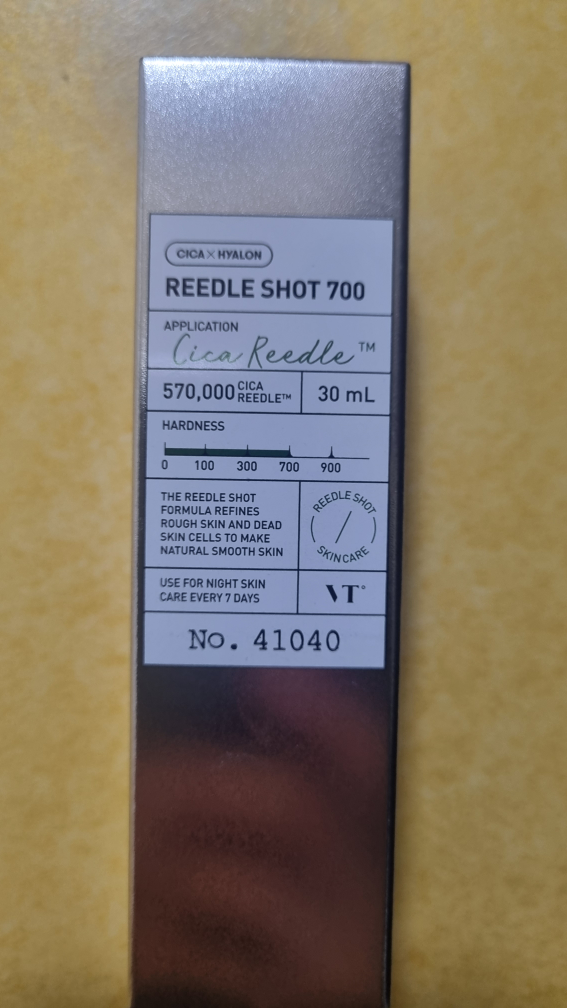 CICA × HYALON
REEDLE SHOT 700
APPLICATION
Cica Reedle™
570,000 CICA REEDLE™
30 mL
HARDNESS
0 100 300 700 900
THE REEDLE SHOT
FORMULA REFINES
ROUGH SKIN AND DEAD
SKIN CELLS TO MAKE
NATURAL SMOOTH SKIN
REEDLE SHOT
SKIN CARE
USE FOR NIGHT SKIN
CARE EVERY 7 DAYS
VT°
No. 41040